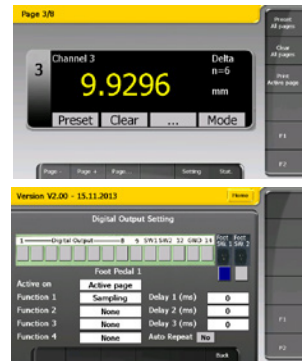 Page 3/8
Preset
All pages
Clear
All pages
Print
Active page
3
Channel 3
Delta
n=6
9.9296
mm
Preset Clear ... Mode
F1
F2
Page - Page + Page... Setting Stat.
Version V2.00 - 15.11.2013
Home
Digital Output Setting
1 Digital Output 8 9 SW1 SW2 12 GND 14
Foot SW. 1
Foot SW. 2
Foot Pedal 1
Active on Active page
Function 1 Sampling Delay 1 (ms) 0
Function 2 None Delay 2 (ms) 0
Function 3 None Delay 3 (ms) 0
Function 4 None Auto Repeat No
Back
F1
F2